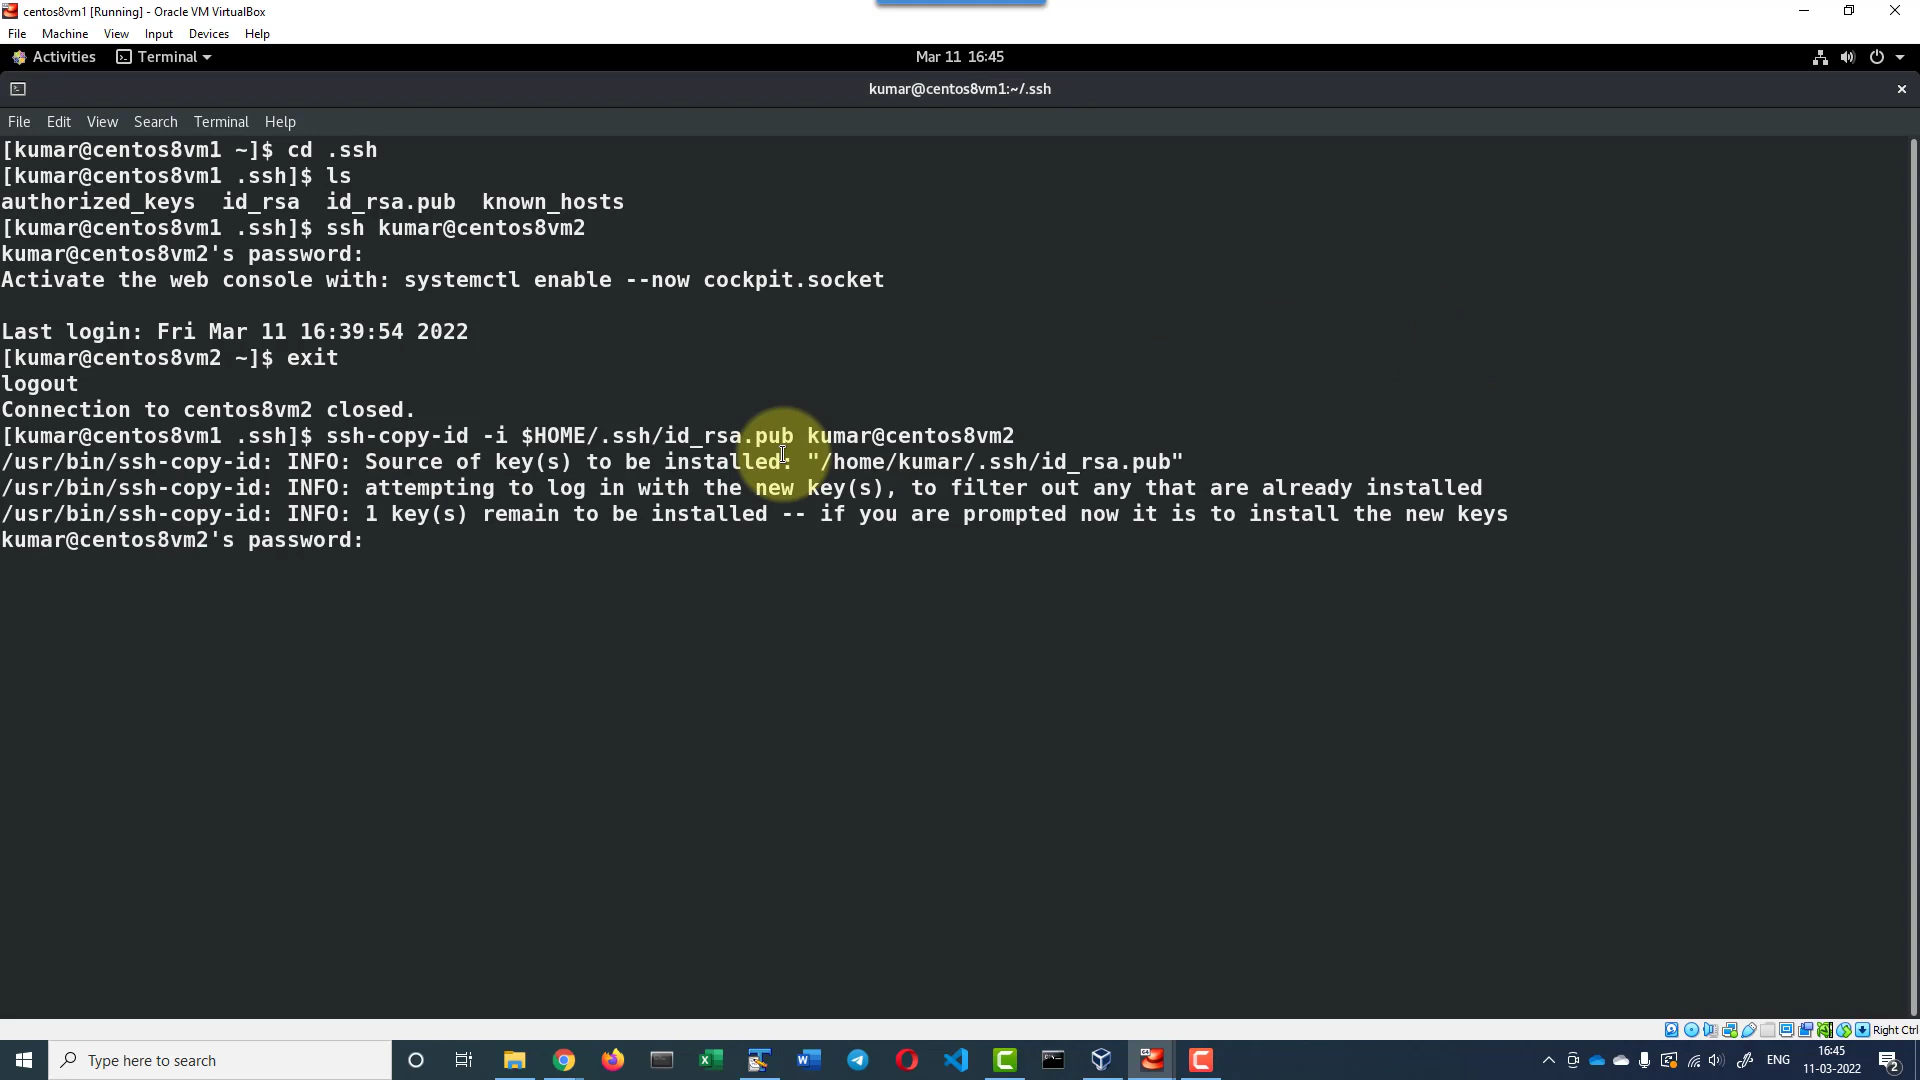 centos8vm1 [Running] - Oracle VM VirtualBox
File Machine View Input Devices Help
Activities Terminal Mar 11 16:45
kumar@centos8vm1:~/.ssh
File Edit View Search Terminal Help
[kumar@centos8vm1 ~]$ cd .ssh
[kumar@centos8vm1 .ssh]$ ls
authorized_keys id_rsa id_rsa.pub known_hosts
[kumar@centos8vm1 .ssh]$ ssh kumar@centos8vm2
kumar@centos8vm2's password:
Activate the web console with: systemctl enable --now cockpit.socket
Last login: Fri Mar 11 16:39:54 2022
[kumar@centos8vm2 ~]$ exit
logout
Connection to centos8vm2 closed.
[kumar@centos8vm1 .ssh]$ ssh-copy-id -i $HOME/.ssh/id_rsa.pub kumar@centos8vm2
/usr/bin/ssh-copy-id: INFO: Source of key(s) to be installed: "/home/kumar/.ssh/id_rsa.pub"
/usr/bin/ssh-copy-id: INFO: attempting to log in with the new key(s), to filter out any that are already installed
/usr/bin/ssh-copy-id: INFO: 1 key(s) remain to be installed -- if you are prompted now it is to install the new keys
kumar@centos8vm2's password:
Right Ctrl
Type here to search
ENG
16:45
11-03-2022
2